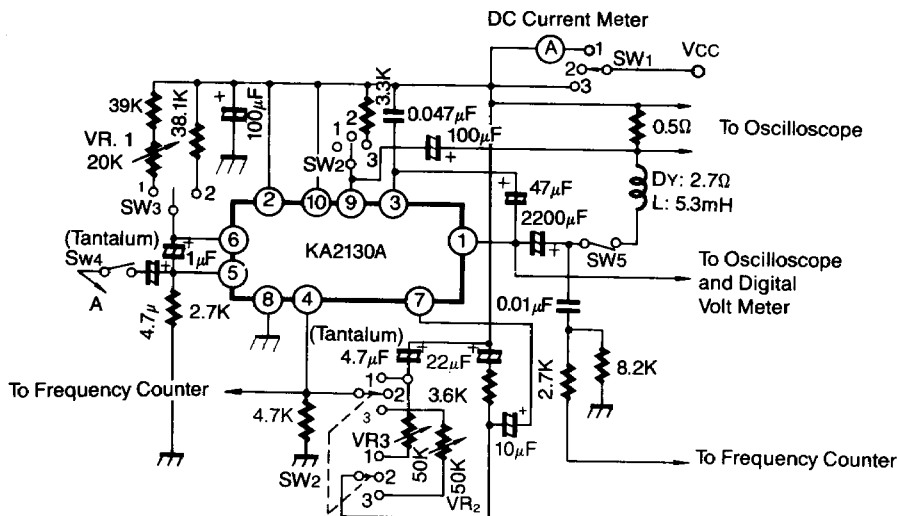 DC Current Meter
A
1
2
3
SW1
VCC
39K
38.1K
VR. 1
20K
+
100μF
3.3K
0.047μF
100μF
+
0.5Ω
To Oscilloscope
1
2
3
SW2
1
2
SW3
+
47μF
2200μF
+
DY: 2.7Ω
L: 5.3mH
SW5
2
10
9
3
(Tantalum)
+
1μF
6
5
KA2130A
1
Sw4
+
A
8
4
7
To Oscilloscope
and Digital
Volt Meter
4.7μ
2.7K
0.01μF
(Tantalum)
4.7μF
+
22μF
+
2.7K
8.2K
To Frequency Counter
1
2
3
3.6K
4.7K
VR3
50K
50K
+
10μF
SW2
1
2
3
VR2
To Frequency Counter